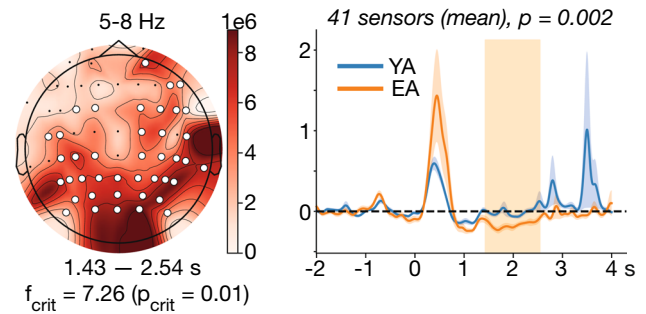 5-8 Hz
1e6
8
6
4
2
0
1.43 — 2.54 s
f_crit = 7.26 (p_crit = 0.01)
41 sensors (mean), p = 0.002
YA
EA
2
1
0
-2 -1 0 1 2 3 4 s